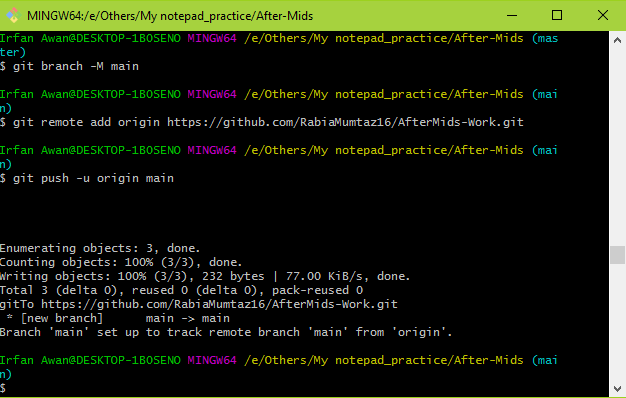 MINGW64:/e/Others/My notepad_practice/After-Mids
Irfan Awan@DESKTOP-1BOSENO MINGW64 /e/Others/My notepad_practice/After-Mids (mas
ter)
$ git branch -M main
Irfan Awan@DESKTOP-1BOSENO MINGW64 /e/Others/My notepad_practice/After-Mids (mai
n)
$ git remote add origin https://github.com/RabiaMumtaz16/AfterMids-Work.git
Irfan Awan@DESKTOP-1BOSENO MINGW64 /e/Others/My notepad_practice/After-Mids (mai
n)
$ git push -u origin main
Enumerating objects: 3, done.
Counting objects: 100% (3/3), done.
Writing objects: 100% (3/3), 232 bytes | 77.00 KiB/s, done.
Total 3 (delta 0), reused 0 (delta 0), pack-reused 0
gitTo https://github.com/RabiaMumtaz16/AfterMids-Work.git
 * [new branch]      main -> main
Branch 'main' set up to track remote branch 'main' from 'origin'.
Irfan Awan@DESKTOP-1BOSENO MINGW64 /e/Others/My notepad_practice/After-Mids (mai
n)
$